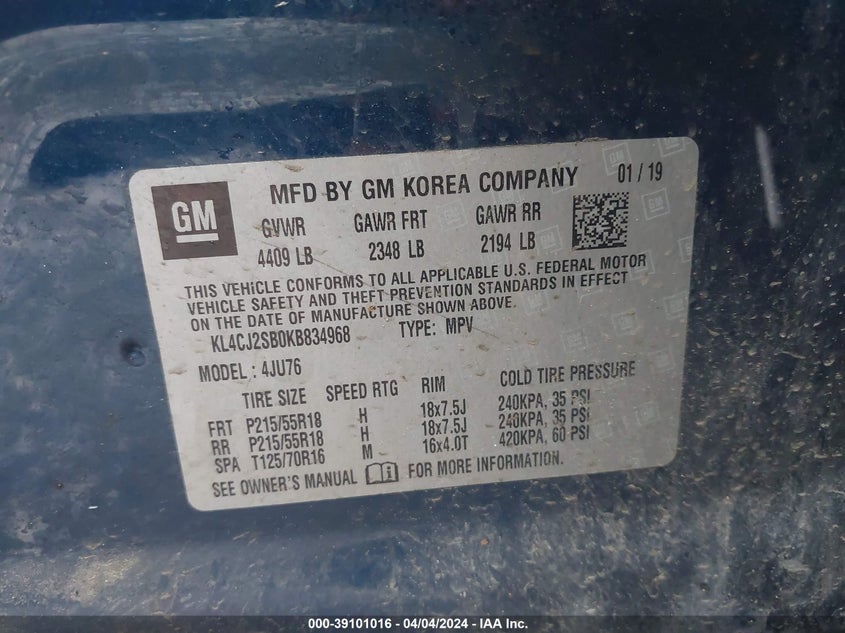 GM
MFD BY GM KOREA COMPANY 01 / 19
GVWR GAWR FRT GAWR RR
4409 LB 2348 LB 2194 LB
THIS VEHICLE CONFORMS TO ALL APPLICABLE U.S. FEDERAL MOTOR
VEHICLE SAFETY AND THEFT PREVENTION STANDARDS IN EFFECT
ON THE DATE OF MANUFACTURE SHOWN ABOVE.
KL4CJ2SB0KB834968 TYPE: MPV
MODEL : 4JU76
TIRE SIZE SPEED RTG RIM COLD TIRE PRESSURE
FRT P215/55R18 H 18x7.5J 240KPA, 35 PSI
RR P215/55R18 H 18x7.5J 240KPA, 35 PSI
SPA T125/70R16 M 16x4.0T 420KPA, 60 PSI
SEE OWNER'S MANUAL FOR MORE INFORMATION.
000-39101016 - 04/04/2024 - IAA Inc.